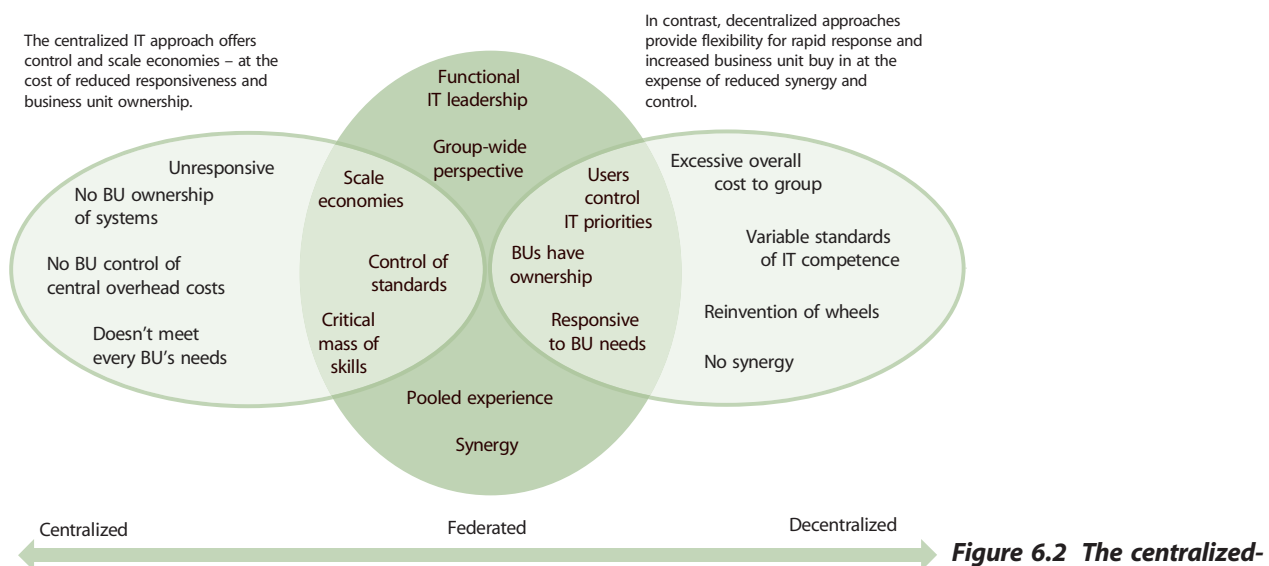 The centralized IT approach offers
control and scale economies – at the
cost of reduced responsiveness and
business unit ownership.
In contrast, decentralized approaches
provide flexibility for rapid response and
increased business unit buy in at the
expense of reduced synergy and
control.
Functional
IT leadership
Group-wide
perspective
Unresponsive
No BU ownership
of systems
No BU control of
central overhead costs
Doesn't meet
every BU's needs
Scale
economies
Control of
standards
Critical
mass of
skills
Users
control
IT priorities
BUs have
ownership
Responsive
to BU needs
Excessive overall
cost to group
Variable standards
of IT competence
Reinvention of wheels
No synergy
Pooled experience
Synergy
Centralized
Federated
Decentralized
Figure 6.2 The centralized-